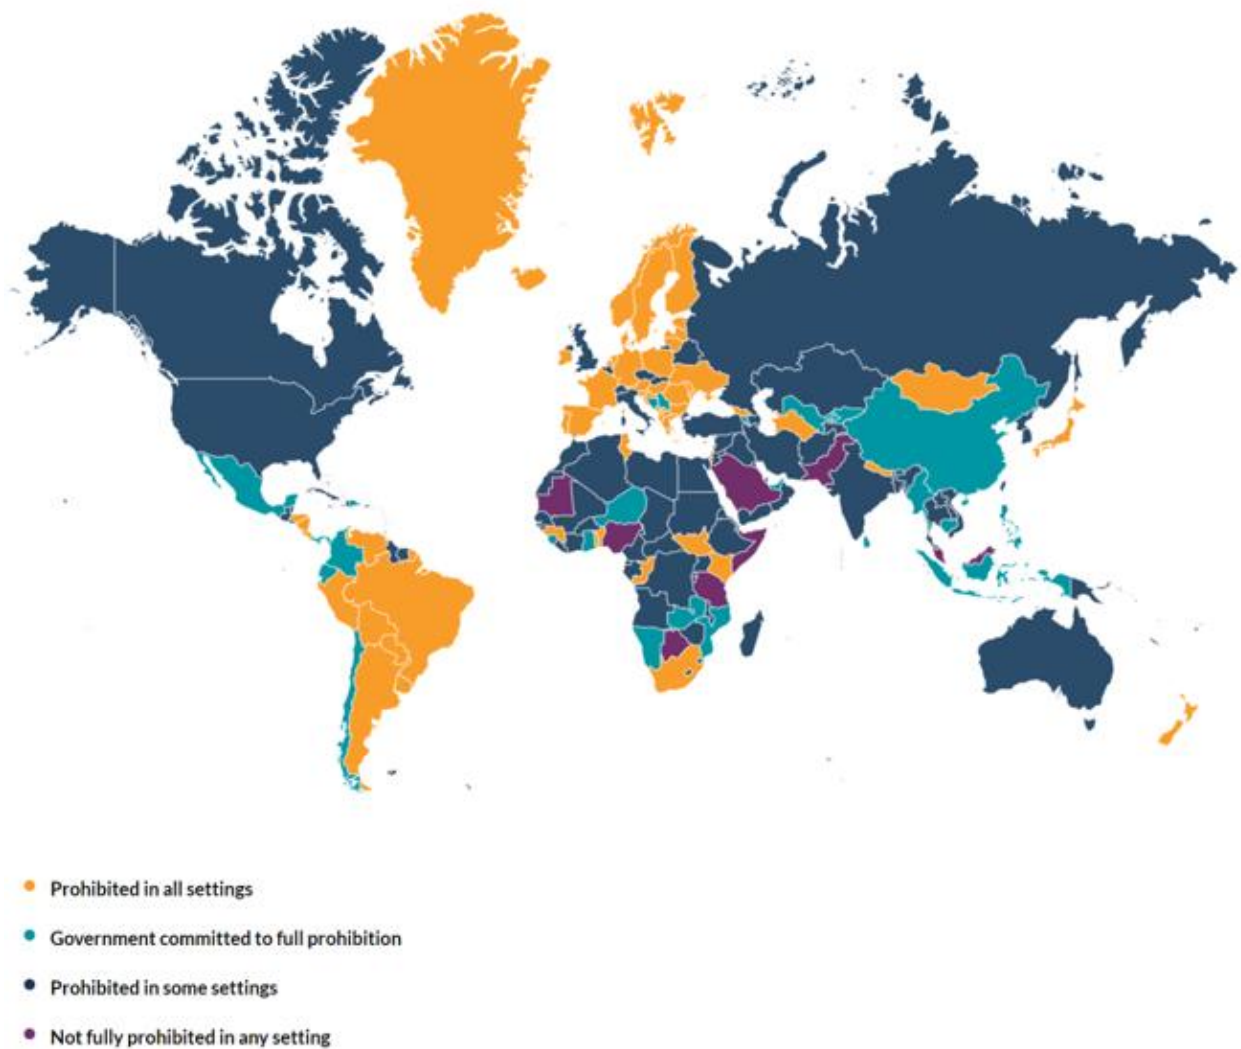 Prohibited in all settings
Government committed to full prohibition
Prohibited in some settings
Not fully prohibited in any setting